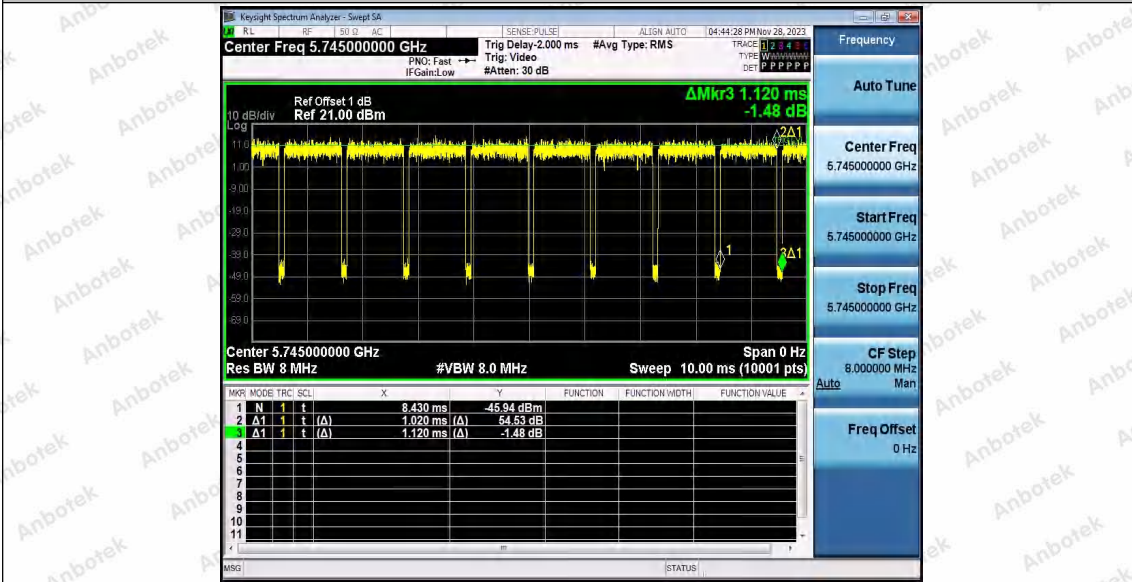 Keysight Spectrum Analyzer - Swept SA
RL RF 50 Ω AC SENSE:PULSE ALIGN AUTO 04:44:28 PM Nov 28, 2023
Center Freq 5.745000000 GHz
PNO: Fast
IFGain:Low
Trig Delay-2.000 ms
Trig: Video
#Atten: 30 dB
#Avg Type: RMS
TRACE 1 2 3 4 5 6
TYPE W
DET P P P P P P
Ref Offset 1 dB
10 dB/div Ref 21.00 dBm
Log
ΔMkr3 1.120 ms
-1.48 dB
11.0
1.00
-9.00
-19.0
-29.0
-39.0
-49.0
-59.0
-69.0
2Δ1
1
3Δ1
Center 5.745000000 GHz Span 0 Hz
Res BW 8 MHz #VBW 8.0 MHz Sweep 10.00 ms (10001 pts)
MKR MODE TRC SCL X Y FUNCTION FUNCTION WIDTH FUNCTION VALUE
1 N 1 t 8.430 ms -45.94 dBm
2 Δ1 1 t (Δ) 1.020 ms (Δ) 54.53 dB
3 Δ1 1 t (Δ) 1.120 ms (Δ) -1.48 dB
4
5
6
7
8
9
10
11
MSG STATUS
Frequency
Auto Tune
Center Freq
5.745000000 GHz
Start Freq
5.745000000 GHz
Stop Freq
5.745000000 GHz
CF Step
8.000000 MHz
Auto Man
Freq Offset
0 Hz
Anbotek